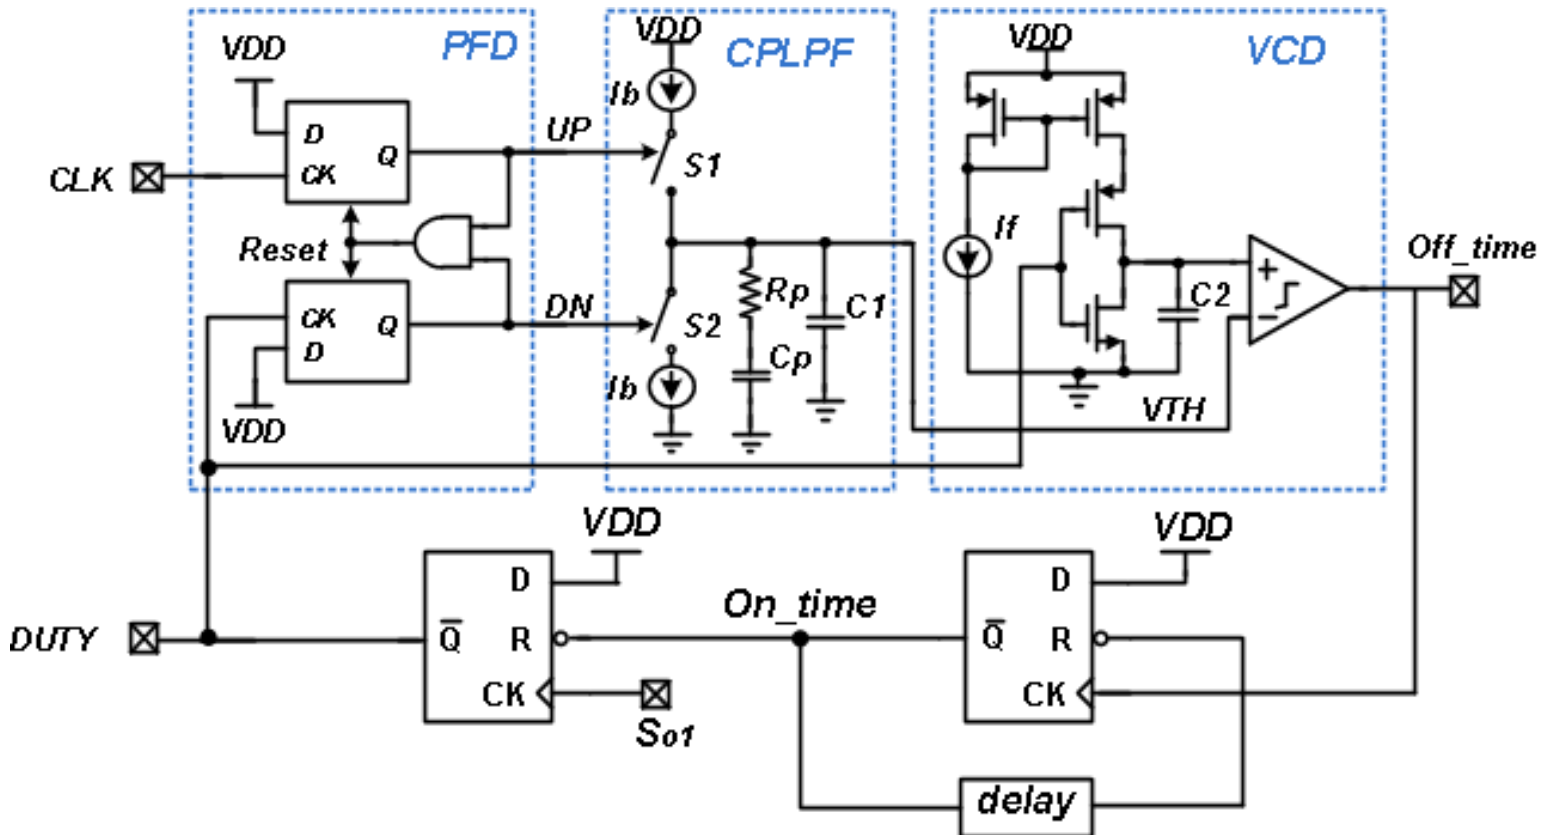 PFD
CPLPF
VCD
VDD
VDD
VDD
Ib
D
Q
CK
UP
S1
CLK
Reset
If
Off_time
+
CK
Q
D
DN
S2
Rp
C1
C2
−
Cp
VDD
Ib
VTH
VDD
VDD
D
D
DUTY
Q̅
R
On_time
Q̅
R
CK
So1
CK
delay